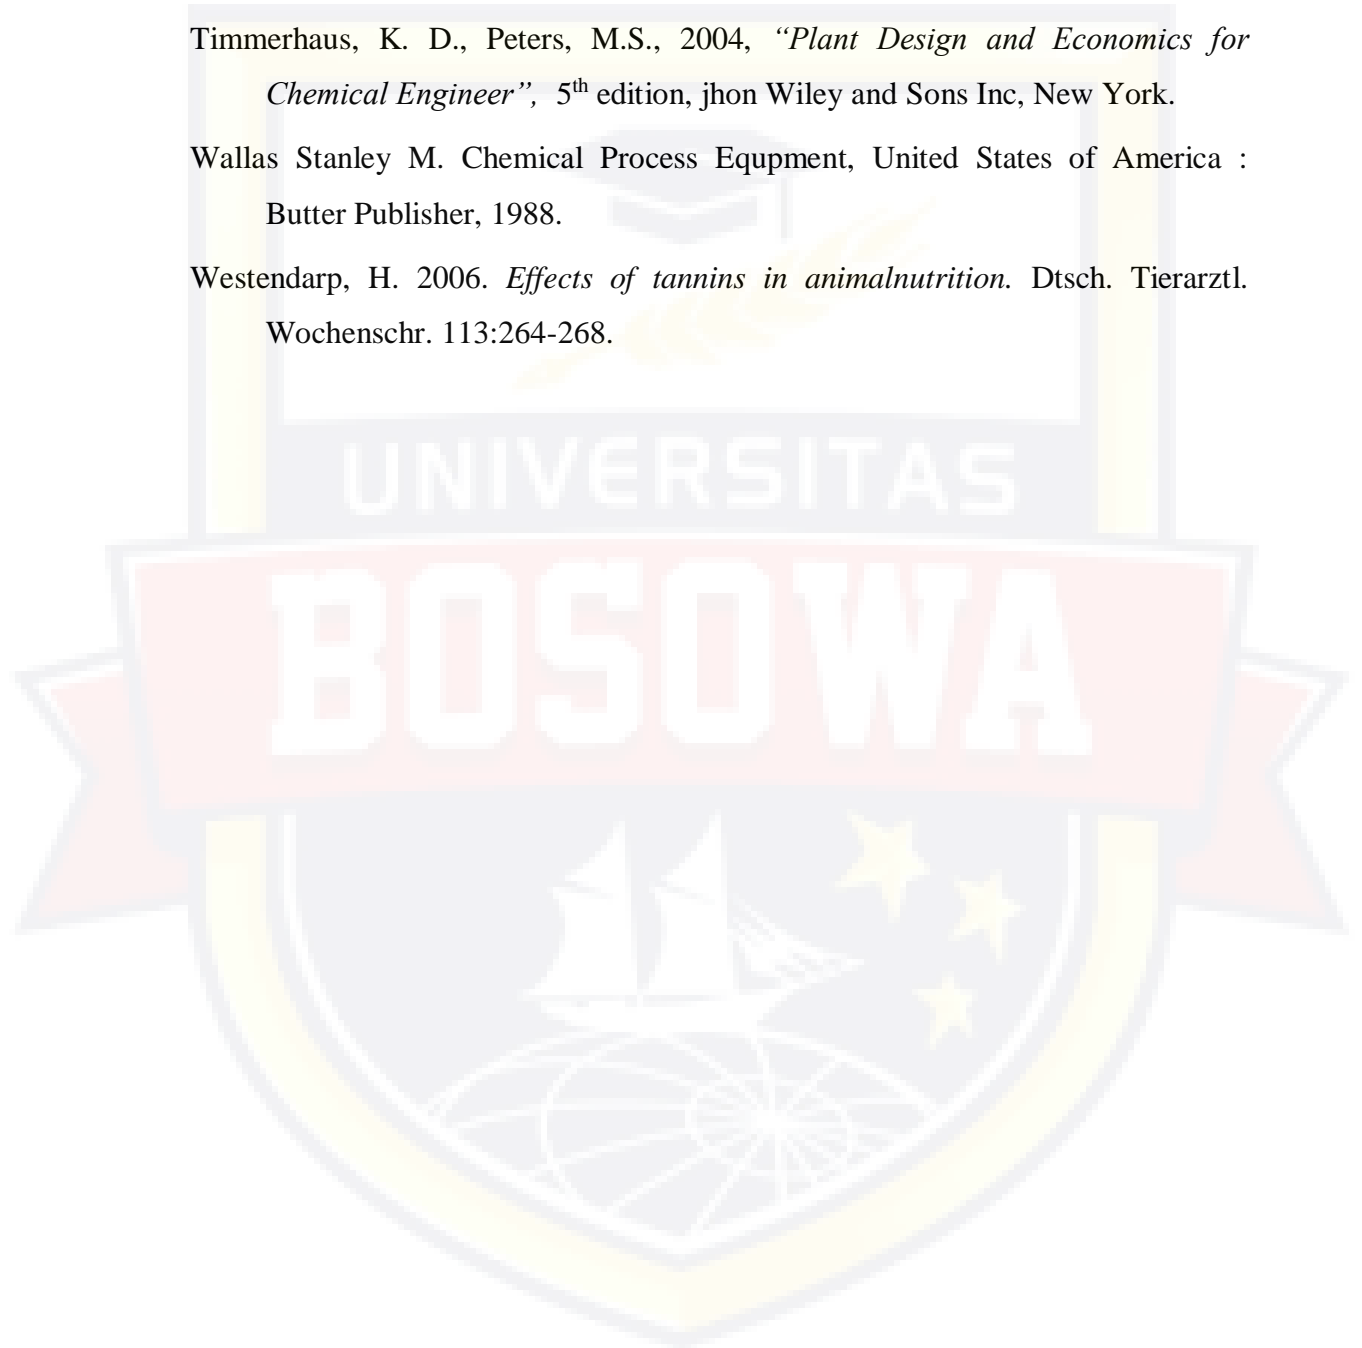 Timmerhaus, K. D., Peters, M.S., 2004, “Plant Design and Economics for
Chemical Engineer”, 5th edition, jhon Wiley and Sons Inc, New York.
Wallas Stanley M. Chemical Process Equpment, United States of America :
Butter Publisher, 1988.
Westendarp, H. 2006. Effects of tannins in animalnutrition. Dtsch. Tierarztl.
Wochenschr. 113:264-268.
UNIVERSITAS
BOSOWA